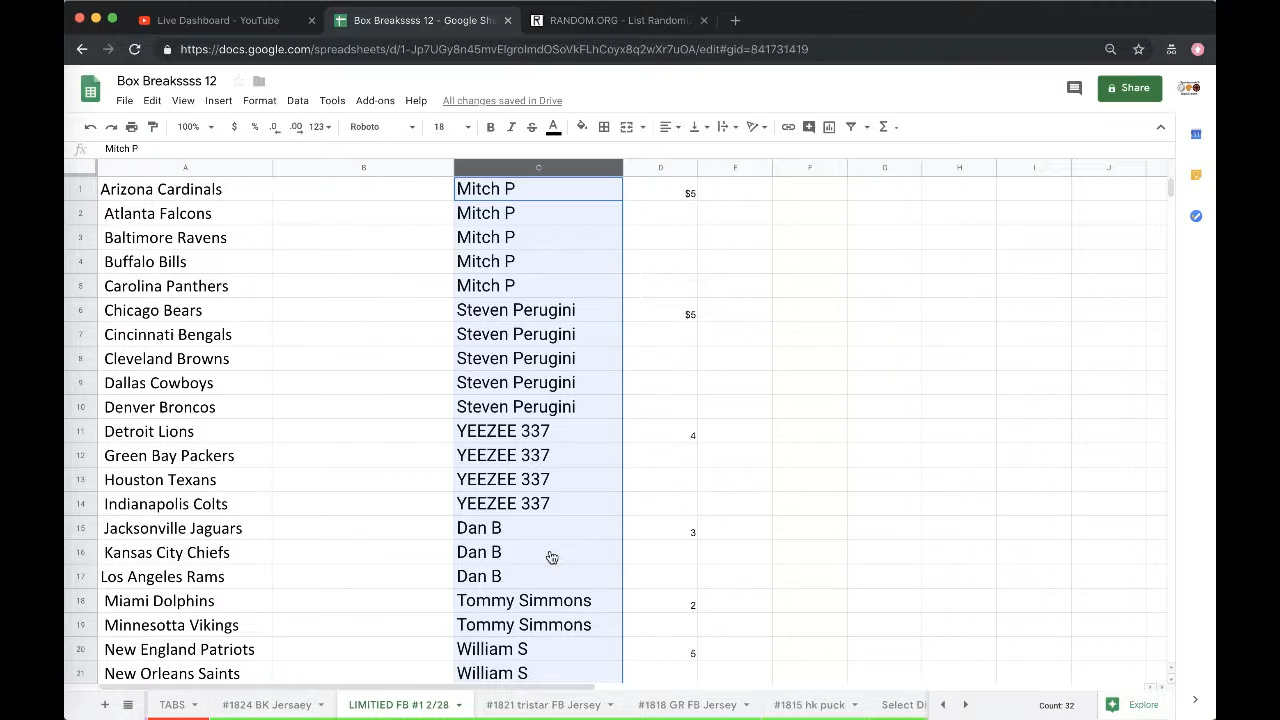 Live Dashboard - YouTube × Box Breakssss 12 - Google She × RANDOM.ORG - List Randomiz × +
https://docs.google.com/spreadsheets/d/1-Jp7UGy8n45mvElgroImdOSoVkFLhCoyx8q2wXr7uOA/edit#gid=841731419
Box Breakssss 12
File Edit View Insert Format Data Tools Add-ons Help All changes saved in Drive
Share
100% $ % .0 .00 123 Roboto 18 B I S A
fx Mitch P
A B C D E F G H I J
1 Arizona Cardinals Mitch P $5
2 Atlanta Falcons Mitch P
3 Baltimore Ravens Mitch P
4 Buffalo Bills Mitch P
5 Carolina Panthers Mitch P
6 Chicago Bears Steven Perugini $5
7 Cincinnati Bengals Steven Perugini
8 Cleveland Browns Steven Perugini
9 Dallas Cowboys Steven Perugini
10 Denver Broncos Steven Perugini
11 Detroit Lions YEEZEE 337 4
12 Green Bay Packers YEEZEE 337
13 Houston Texans YEEZEE 337
14 Indianapolis Colts YEEZEE 337
15 Jacksonville Jaguars Dan B 3
16 Kansas City Chiefs Dan B
17 Los Angeles Rams Dan B
18 Miami Dolphins Tommy Simmons 2
19 Minnesotta Vikings Tommy Simmons
20 New England Patriots William S 5
21 New Orleans Saints William S
+ TABS #1824 BK Jersaey LIMITIED FB #1 2/28 #1821 tristar FB Jersey #1818 GR FB Jersey #1815 hk puck Select Di Count: 32 Explore